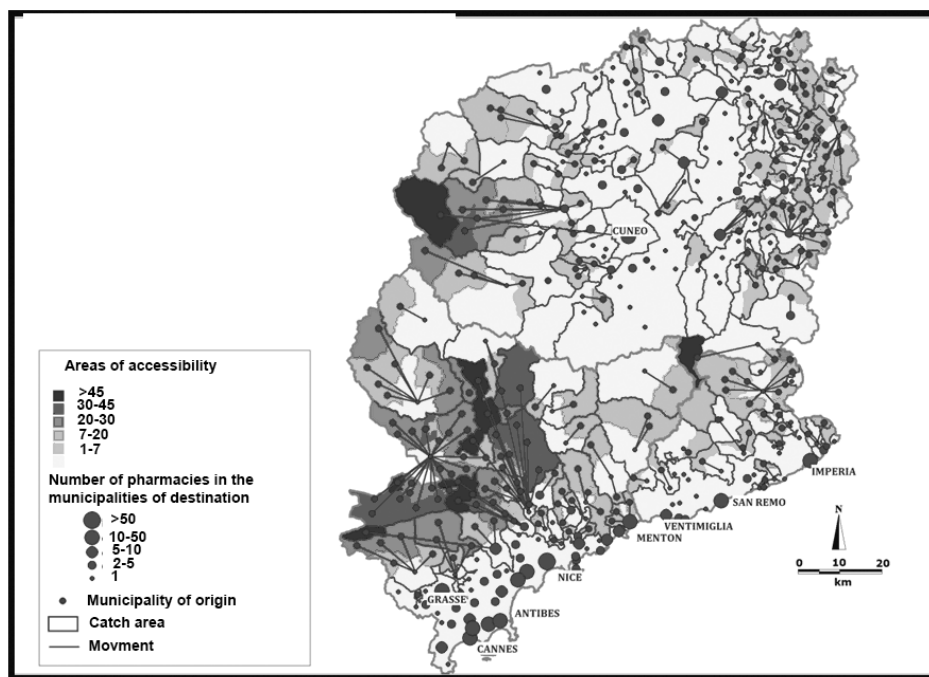 CUNEO
IMPERIA
SAN REMO
VENTIMIGLIA
MENTON
NICE
GRASSE
ANTIBES
CANNES
Areas of accessibility
>45
30-45
20-30
7-20
1-7
Number of pharmacies in the
municipalities of destination
>50
10-50
5-10
2-5
1
Municipality of origin
Catch area
Movment
N
0 10 20
km